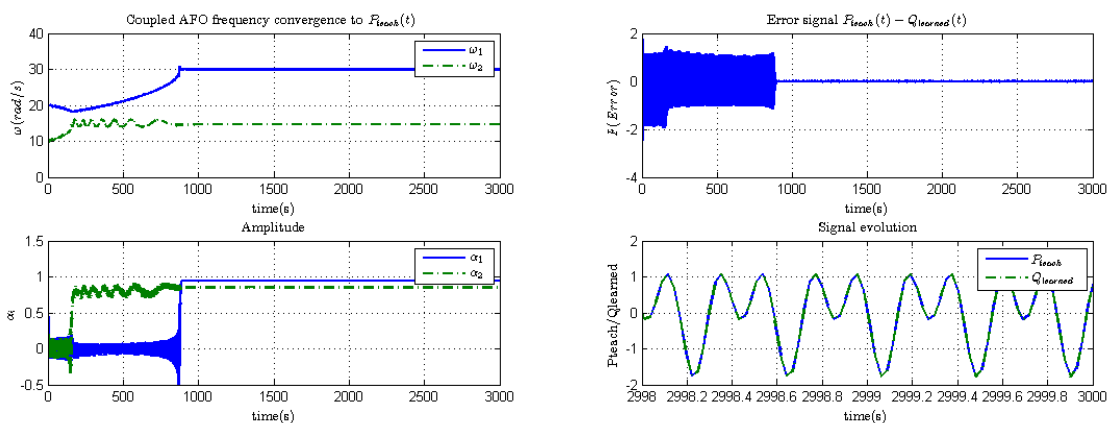 Coupled AFO frequency convergence to P_teach(t)
ω(rad/s)
40
30
20
10
0
ω₁
ω₂
0 500 1000 1500 2000 2500 3000
time(s)
Error signal P_teach(t) − Q_learned(t)
2
0
-2
-4
0 500 1000 1500 2000 2500 3000
time(s)
Amplitude
α
1.5
1
0.5
0
-0.5
α₁
α₂
0 500 1000 1500 2000 2500 3000
time(s)
Signal evolution
Pteach/Qlearned
2
1
0
-1
-2
P_teach
Q_learned
2998 2998.2 2998.4 2998.6 2998.8 2999 2999.2 2999.4 2999.6 2999.8 3000
time(s)